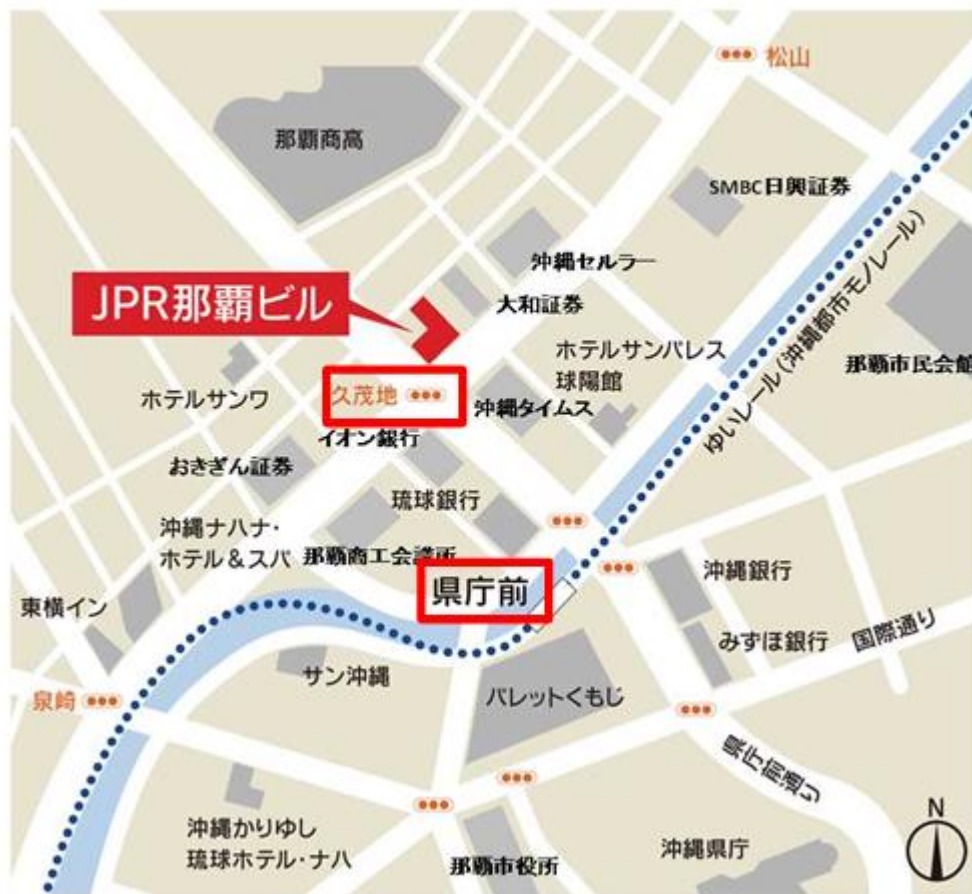 松山
那覇商高
SMBC日興証券
沖縄セルラー
大和証券
JPR那覇ビル
ホテルサンパレス
球陽館
ゆいレール(沖縄都市モノレール)
那覇市民会館
久茂地
ホテルサンワ
沖縄タイムス
イオン銀行
おきぎん証券
琉球銀行
沖縄ナハナ・
ホテル&スパ
那覇商工会議所
県庁前
沖縄銀行
東横イン
みずほ銀行
国際通り
サン沖縄
パレットくもじ
泉崎
県庁前通り
沖縄かりゆし
琉球ホテル・ナハ
那覇市役所
沖縄県庁
N